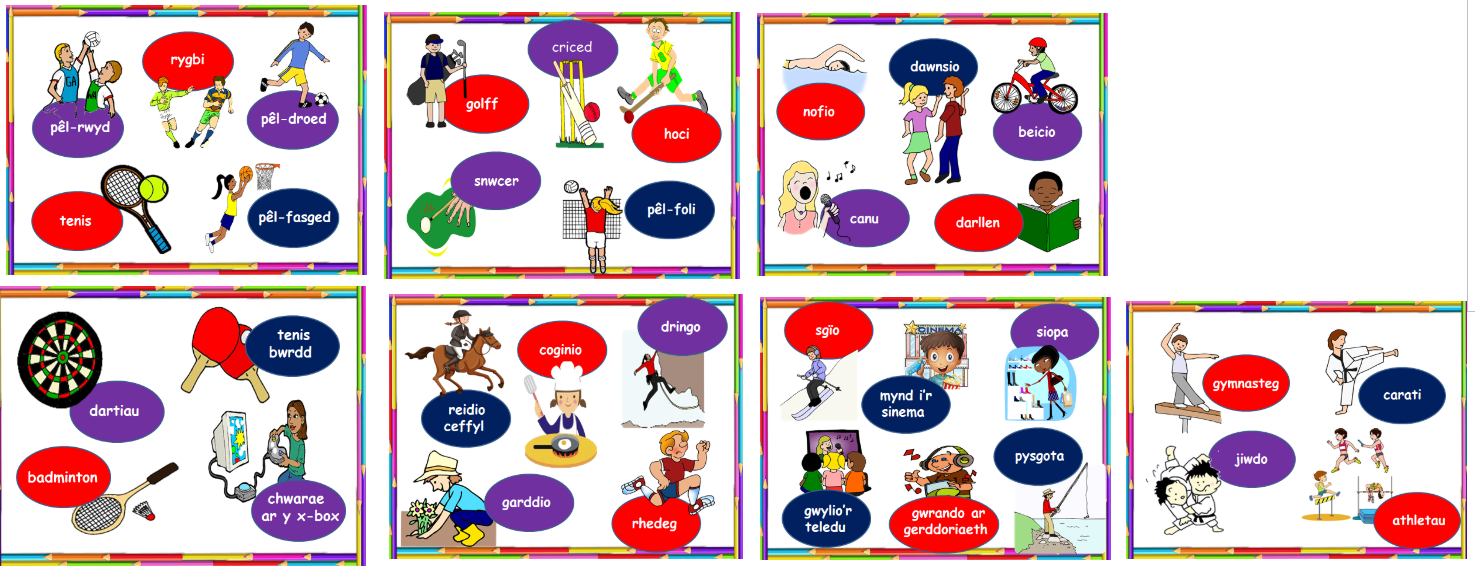 rygbi
pêl-rwyd
pêl-droed
tenis
pêl-fasged
criced
golff
hoci
snwcer
pêl-foli
dawnsio
nofio
beicio
canu
darllen
tenis
bwrdd
dartiau
badminton
chwarae
ar y x-box
dringo
coginio
reidio
ceffyl
garddio
rhedeg
sgïo
CINEMA
siopa
mynd i'r
sinema
pysgota
gwylio'r
teledu
gwrando ar
gerddoriaeth
gymnasteg
carati
jiwdo
athletau
GA